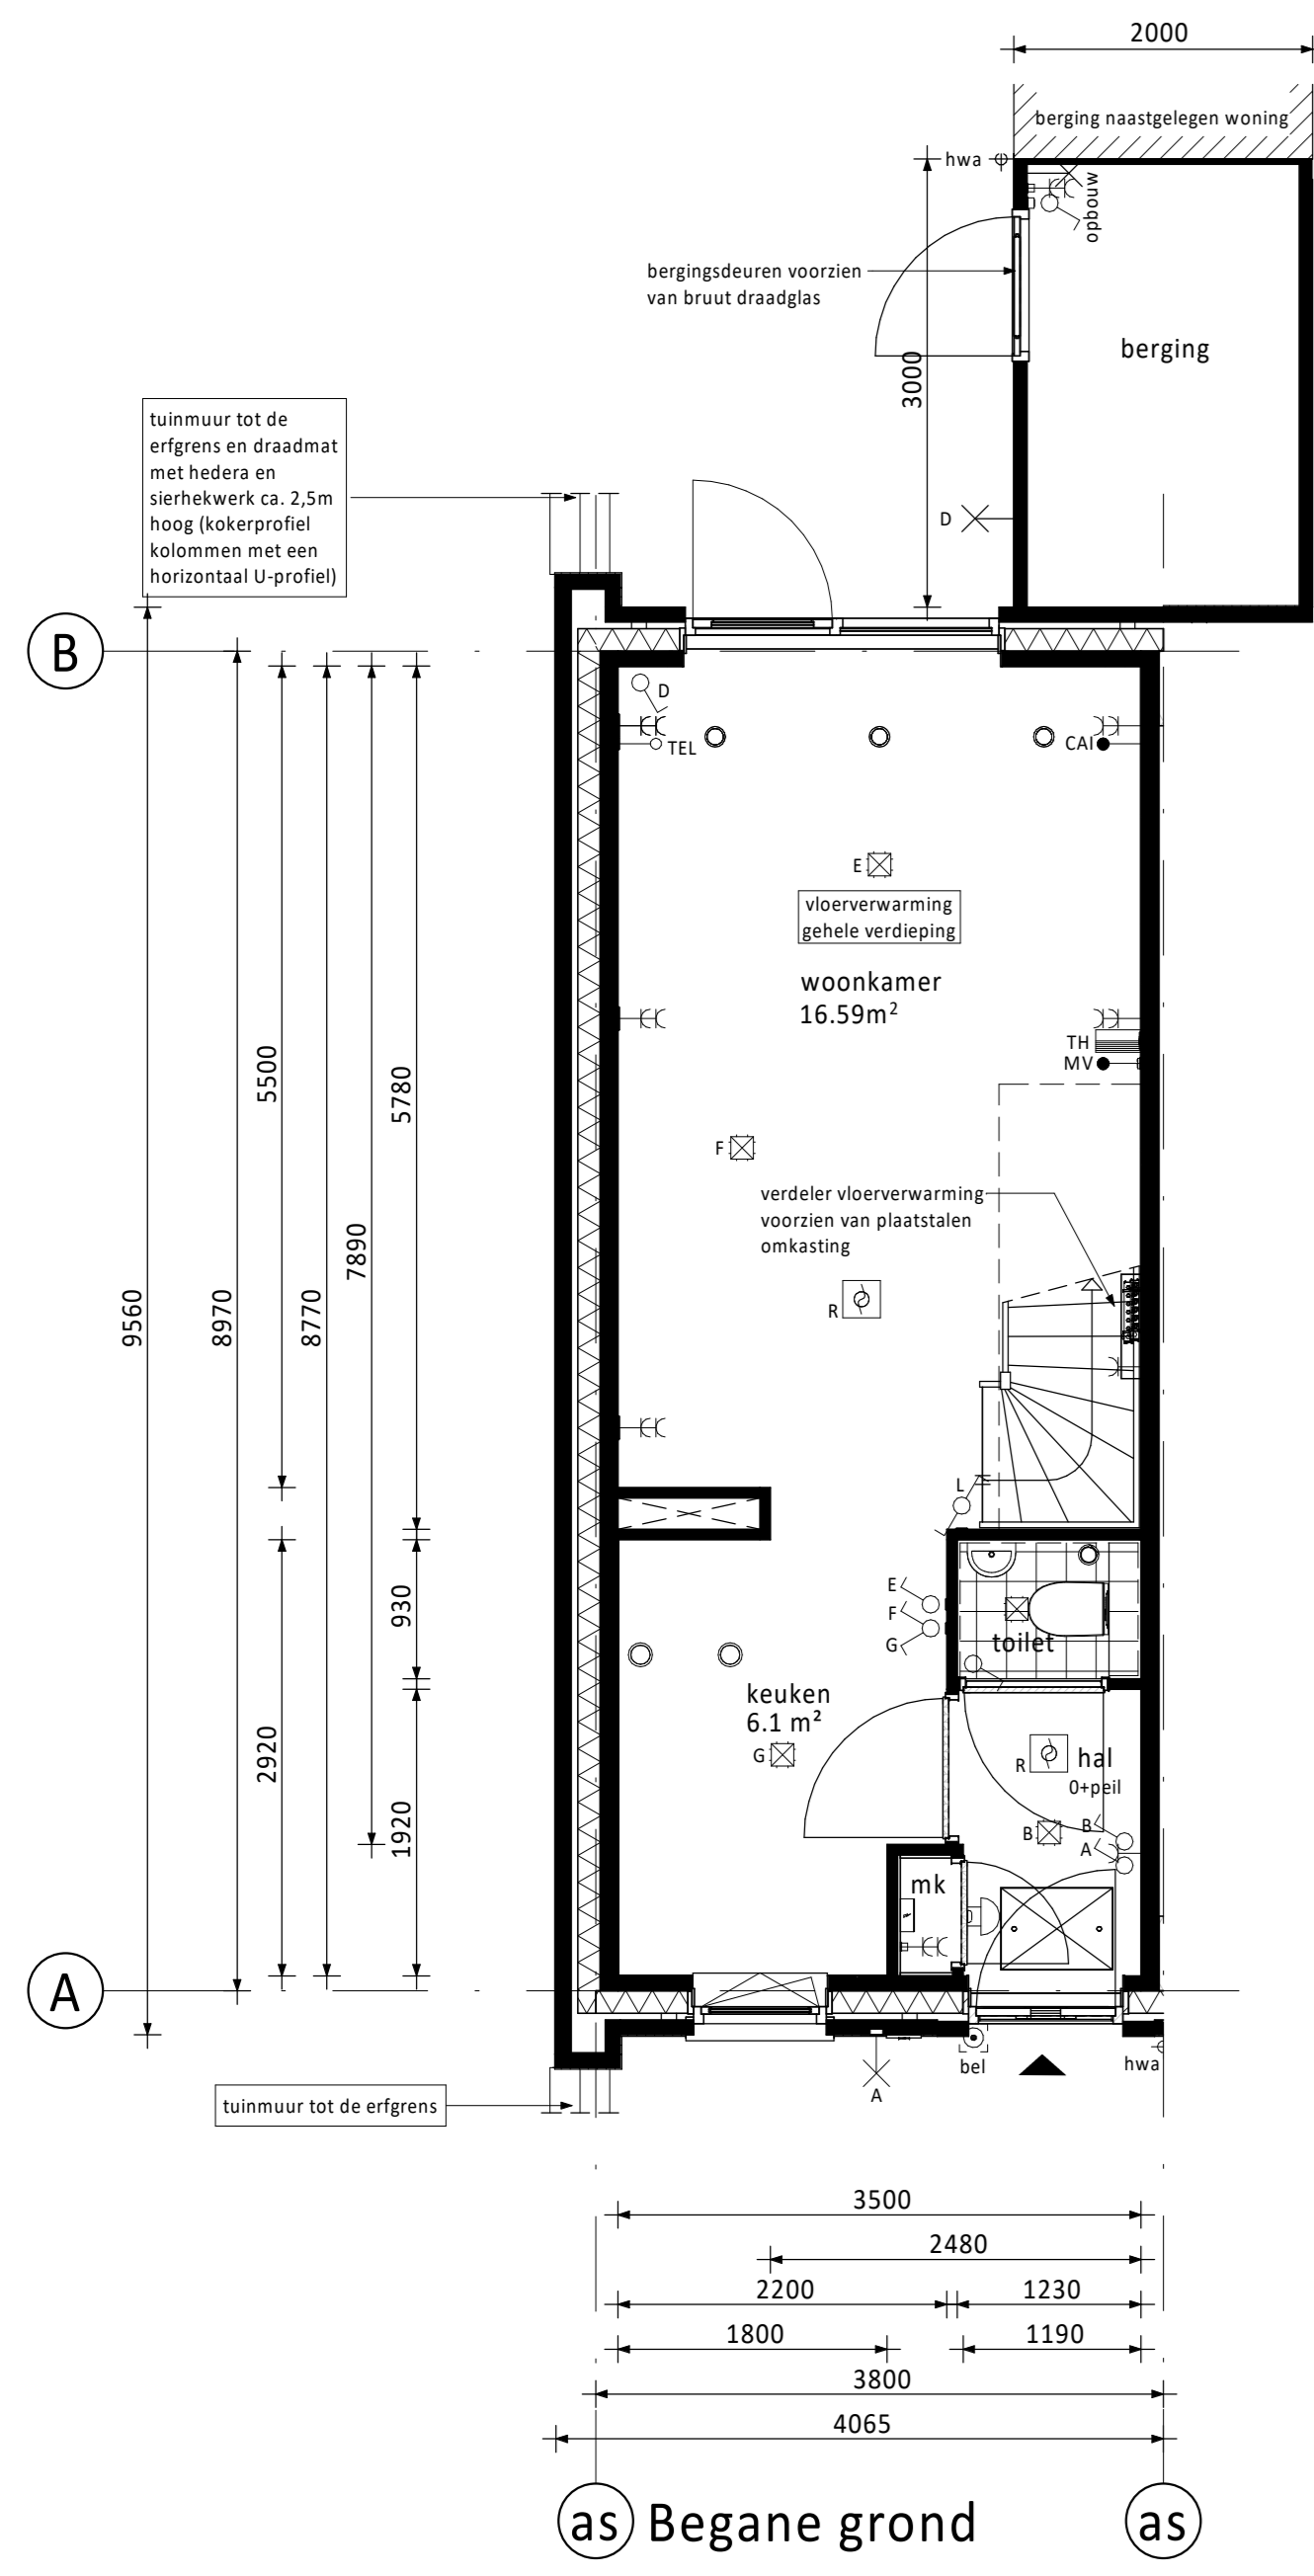 2000
berging naastgelegen woning
hwa
opbouw
bergingsdeuren voorzien
van bruut draadglas
berging
3000
tuinmuur tot de
erfgrens en draadmat
met hedera en
sierhekwerk ca. 2,5m
hoog (kokerprofiel
kolommen met een
horizontaal U-profiel)
D
B
D
TEL
CAI
E
vloerverwarming
gehele verdieping
woonkamer
16.59m²
TH
MV
5500
5780
F
verdeler vloerverwarming
voorzien van plaatstalen
omkasting
7890
9560
8970
8770
R
L
E
F
G
930
toilet
keuken
6.1 m²
G
2920
1920
R
hal
0+peil
B
B
A
mk
A
bel
hwa
A
tuinmuur tot de erfgrens
3500
2480
2200
1230
1800
1190
3800
4065
as
Begane grond
as